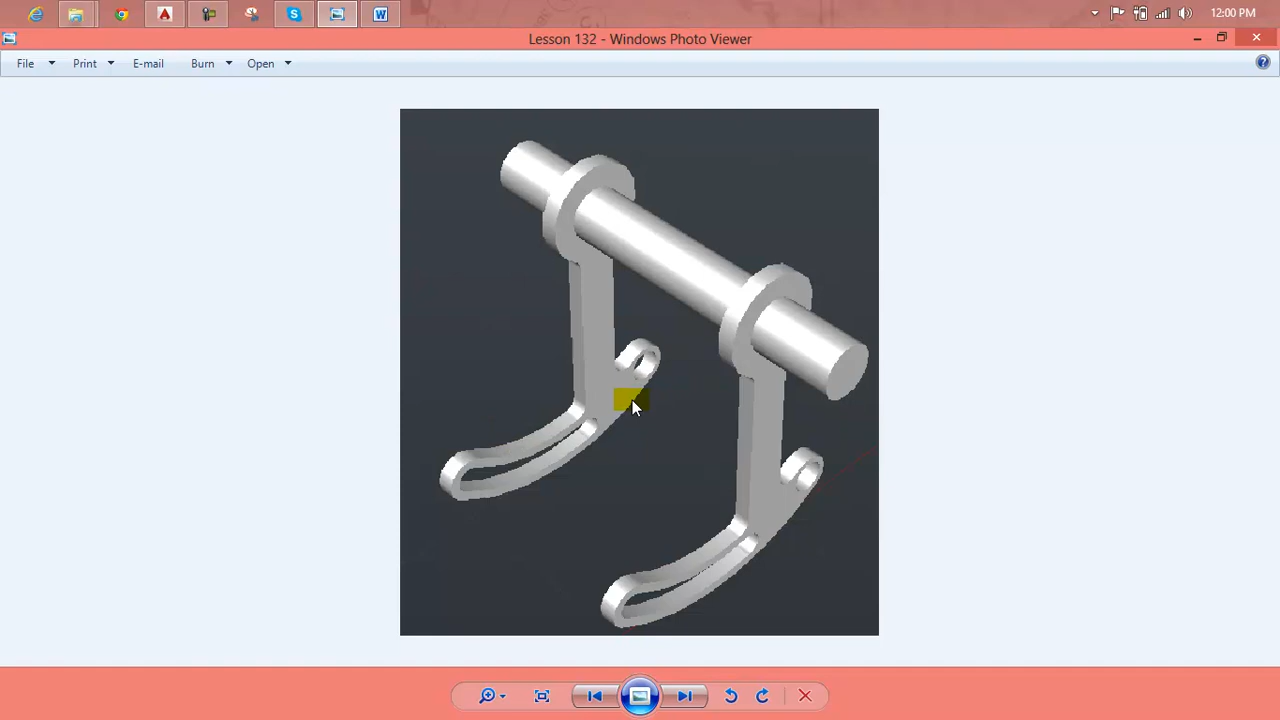 12:00 PM
Lesson 132 - Windows Photo Viewer
File Print E-mail Burn Open